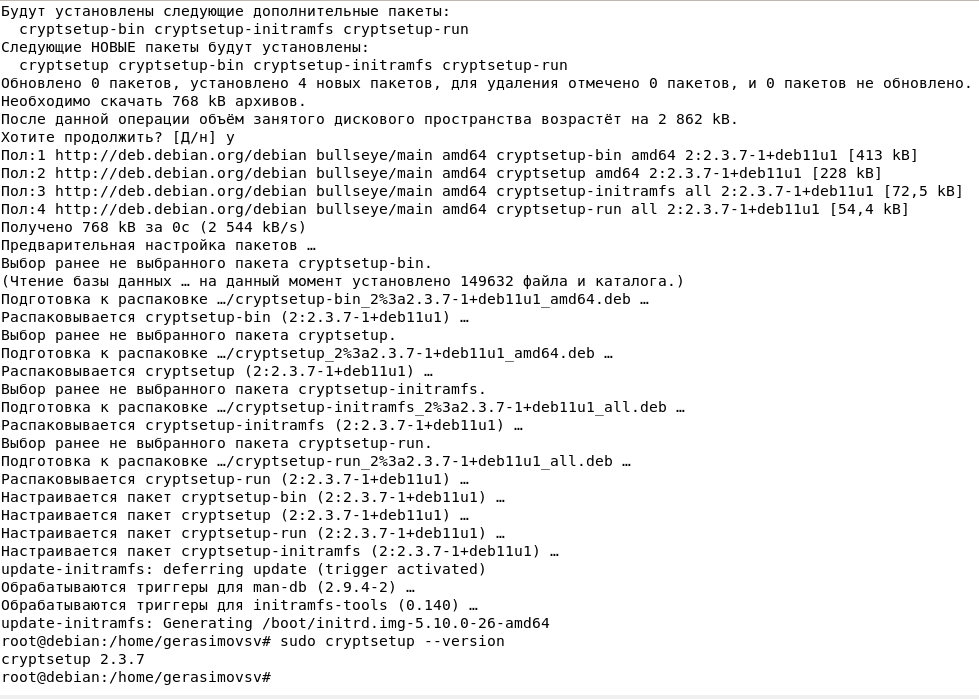 Будут установлены следующие дополнительные пакеты:
  cryptsetup-bin cryptsetup-initramfs cryptsetup-run
Следующие НОВЫЕ пакеты будут установлены:
  cryptsetup cryptsetup-bin cryptsetup-initramfs cryptsetup-run
Обновлено 0 пакетов, установлено 4 новых пакетов, для удаления отмечено 0 пакетов, и 0 пакетов не обновлено.
Необходимо скачать 768 kB архивов.
После данной операции объём занятого дискового пространства возрастёт на 2 862 kB.
Хотите продолжить? [Д/н] y
Пол:1 http://deb.debian.org/debian bullseye/main amd64 cryptsetup-bin amd64 2:2.3.7-1+deb11u1 [413 kB]
Пол:2 http://deb.debian.org/debian bullseye/main amd64 cryptsetup amd64 2:2.3.7-1+deb11u1 [228 kB]
Пол:3 http://deb.debian.org/debian bullseye/main amd64 cryptsetup-initramfs all 2:2.3.7-1+deb11u1 [72,5 kB]
Пол:4 http://deb.debian.org/debian bullseye/main amd64 cryptsetup-run all 2:2.3.7-1+deb11u1 [54,4 kB]
Получено 768 kB за 0с (2 544 kB/s)
Предварительная настройка пакетов …
Выбор ранее не выбранного пакета cryptsetup-bin.
(Чтение базы данных … на данный момент установлено 149632 файла и каталога.)
Подготовка к распаковке …/cryptsetup-bin_2%3a2.3.7-1+deb11u1_amd64.deb …
Распаковывается cryptsetup-bin (2:2.3.7-1+deb11u1) …
Выбор ранее не выбранного пакета cryptsetup.
Подготовка к распаковке …/cryptsetup_2%3a2.3.7-1+deb11u1_amd64.deb …
Распаковывается cryptsetup (2:2.3.7-1+deb11u1) …
Выбор ранее не выбранного пакета cryptsetup-initramfs.
Подготовка к распаковке …/cryptsetup-initramfs_2%3a2.3.7-1+deb11u1_all.deb …
Распаковывается cryptsetup-initramfs (2:2.3.7-1+deb11u1) …
Выбор ранее не выбранного пакета cryptsetup-run.
Подготовка к распаковке …/cryptsetup-run_2%3a2.3.7-1+deb11u1_all.deb …
Распаковывается cryptsetup-run (2:2.3.7-1+deb11u1) …
Настраивается пакет cryptsetup-bin (2:2.3.7-1+deb11u1) …
Настраивается пакет cryptsetup (2:2.3.7-1+deb11u1) …
Настраивается пакет cryptsetup-run (2:2.3.7-1+deb11u1) …
Настраивается пакет cryptsetup-initramfs (2:2.3.7-1+deb11u1) …
update-initramfs: deferring update (trigger activated)
Обрабатываются триггеры для man-db (2.9.4-2) …
Обрабатываются триггеры для initramfs-tools (0.140) …
update-initramfs: Generating /boot/initrd.img-5.10.0-26-amd64
root@debian:/home/gerasimovsv# sudo cryptsetup --version
cryptsetup 2.3.7
root@debian:/home/gerasimovsv#